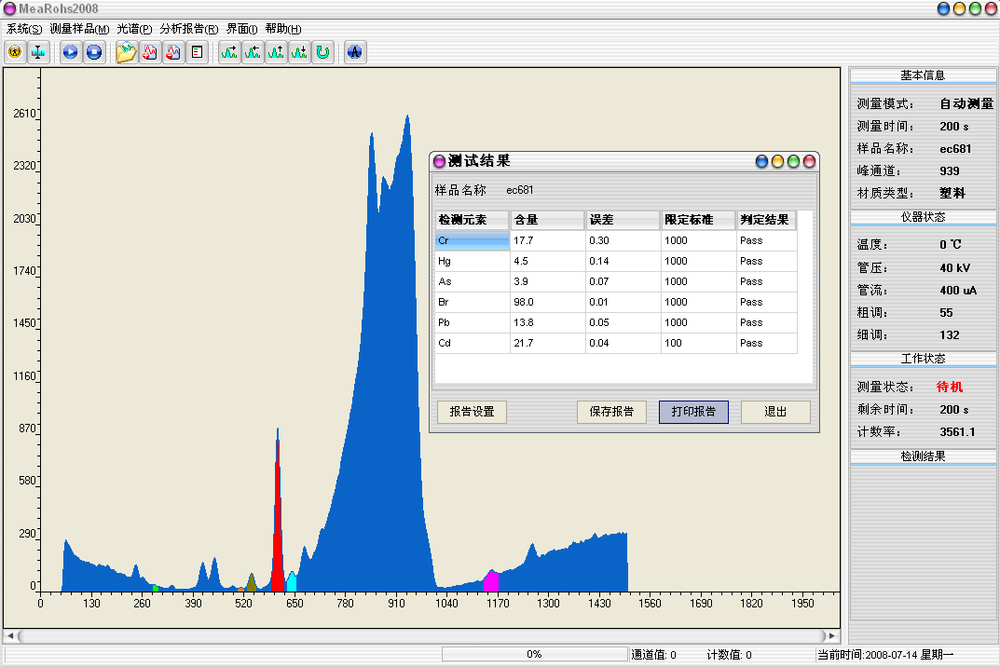 MeaRohs2008
系统(S) 测量样品(M) 光谱(P) 分析报告(R) 界面(I) 帮助(H)
2610
2320
2030
1740
1450
1160
870
580
290
0
0 130 260 390 520 650 780 910 1040 1170 1300 1430 1560 1690 1820 1950
测试结果
样品名称 ec681
检测元素 含量 误差 限定标准 判定结果
Cr 17.7 0.30 1000 Pass
Hg 4.5 0.14 1000 Pass
As 3.9 0.07 1000 Pass
Br 98.0 0.01 1000 Pass
Pb 13.8 0.05 1000 Pass
Cd 21.7 0.04 100 Pass
报告设置 保存报告 打印报告 退出
基本信息
测量模式： 自动测量
测量时间： 200 s
样品名称： ec681
峰通道： 939
材质类型： 塑料
仪器状态
温度： 0 ℃
管压： 40 kV
管流： 400 uA
粗调： 55
细调： 132
工作状态
测量状态： 待机
剩余时间： 200 s
计数率： 3561.1
检测结果
0% 通道值: 0 计数值: 0 当前时间:2008-07-14 星期一